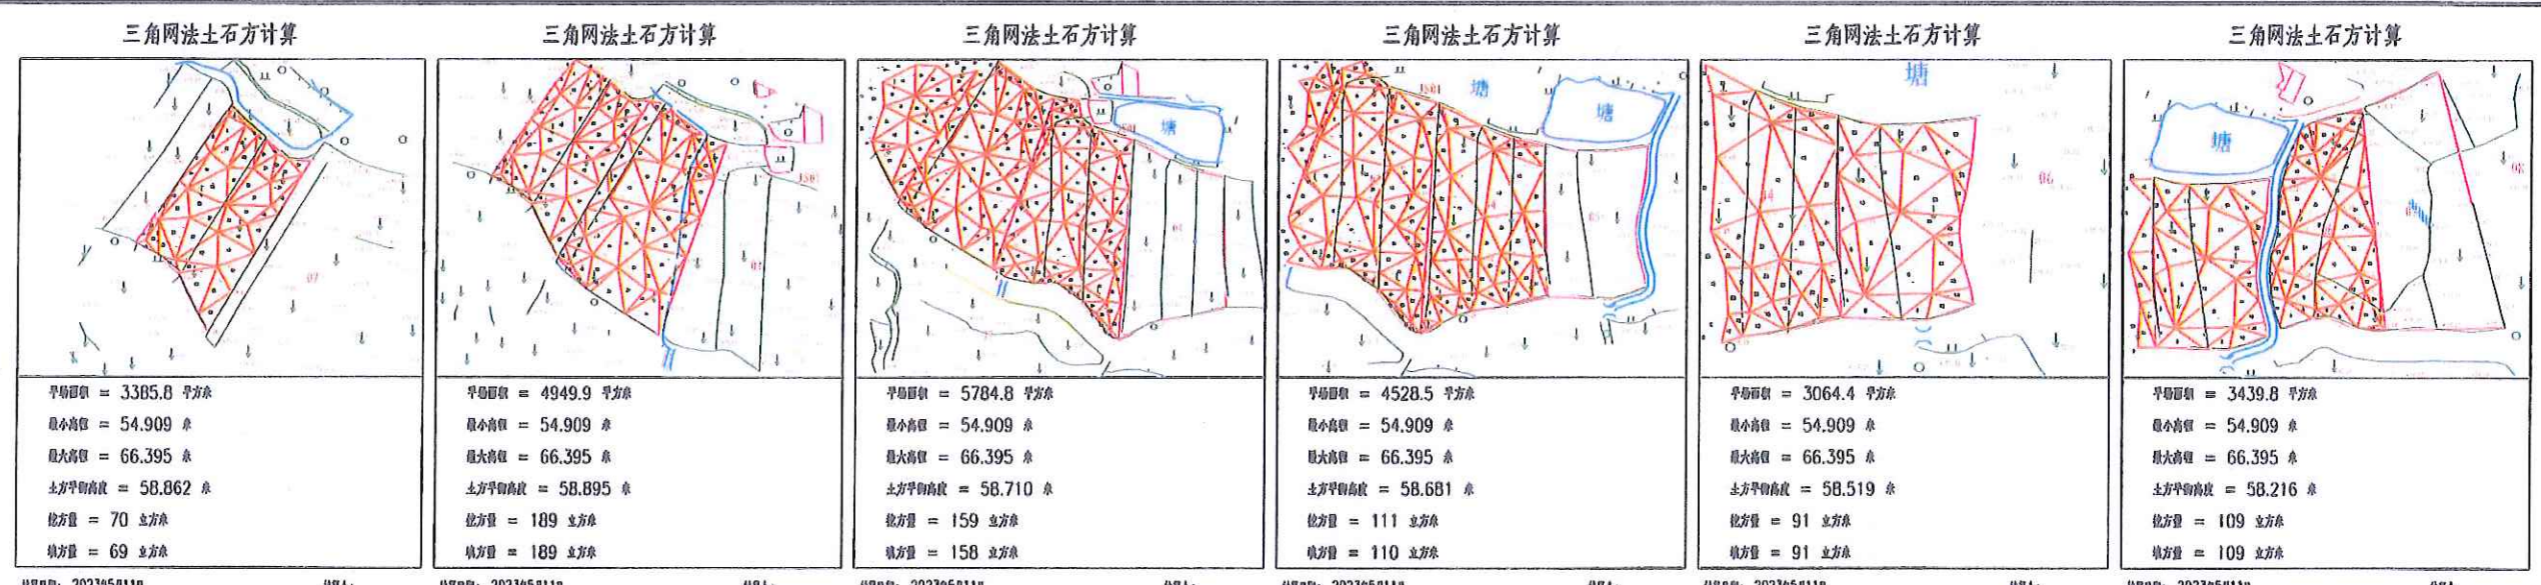 三角网法土石方计算
塘
平场面积 = 3385.8 平方米
最小高程 = 54.909 米
最大高程 = 66.395 米
土方平衡高度 = 58.862 米
挖方量 = 70 立方米
填方量 = 69 立方米
三角网法土石方计算
平场面积 = 4949.9 平方米
最小高程 = 54.909 米
最大高程 = 66.395 米
土方平衡高度 = 58.895 米
挖方量 = 189 立方米
填方量 = 189 立方米
三角网法土石方计算
塘
平场面积 = 5784.8 平方米
最小高程 = 54.909 米
最大高程 = 66.395 米
土方平衡高度 = 58.710 米
挖方量 = 159 立方米
填方量 = 158 立方米
三角网法土石方计算
塘
塘
平场面积 = 4528.5 平方米
最小高程 = 54.909 米
最大高程 = 66.395 米
土方平衡高度 = 58.681 米
挖方量 = 111 立方米
填方量 = 110 立方米
三角网法土石方计算
塘
06
平场面积 = 3064.4 平方米
最小高程 = 54.909 米
最大高程 = 66.395 米
土方平衡高度 = 58.519 米
挖方量 = 91 立方米
填方量 = 91 立方米
三角网法土石方计算
塘
平场面积 = 3439.8 平方米
最小高程 = 54.909 米
最大高程 = 66.395 米
土方平衡高度 = 58.216 米
挖方量 = 109 立方米
填方量 = 109 立方米